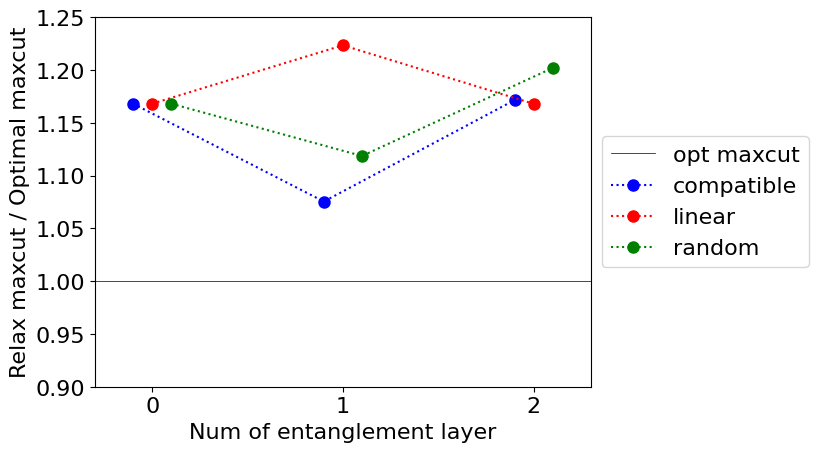 Relax maxcut / Optimal maxcut
1.25
1.20
1.15
1.10
1.05
1.00
0.95
0.90
0 1 2
Num of entanglement layer
opt maxcut
compatible
linear
random